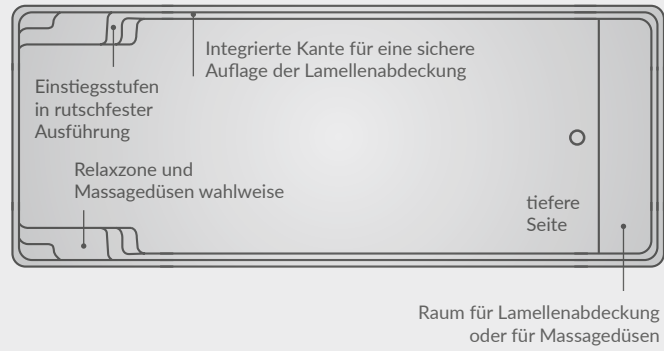 Integrierte Kante für eine sichere
Auflage der Lamellenabdeckung
Einstiegsstufen
in rutschfester
Ausführung
Relaxzone und
Massagedüsen wahlweise
tiefere
Seite
Raum für Lamellenabdeckung
oder für Massagedüsen